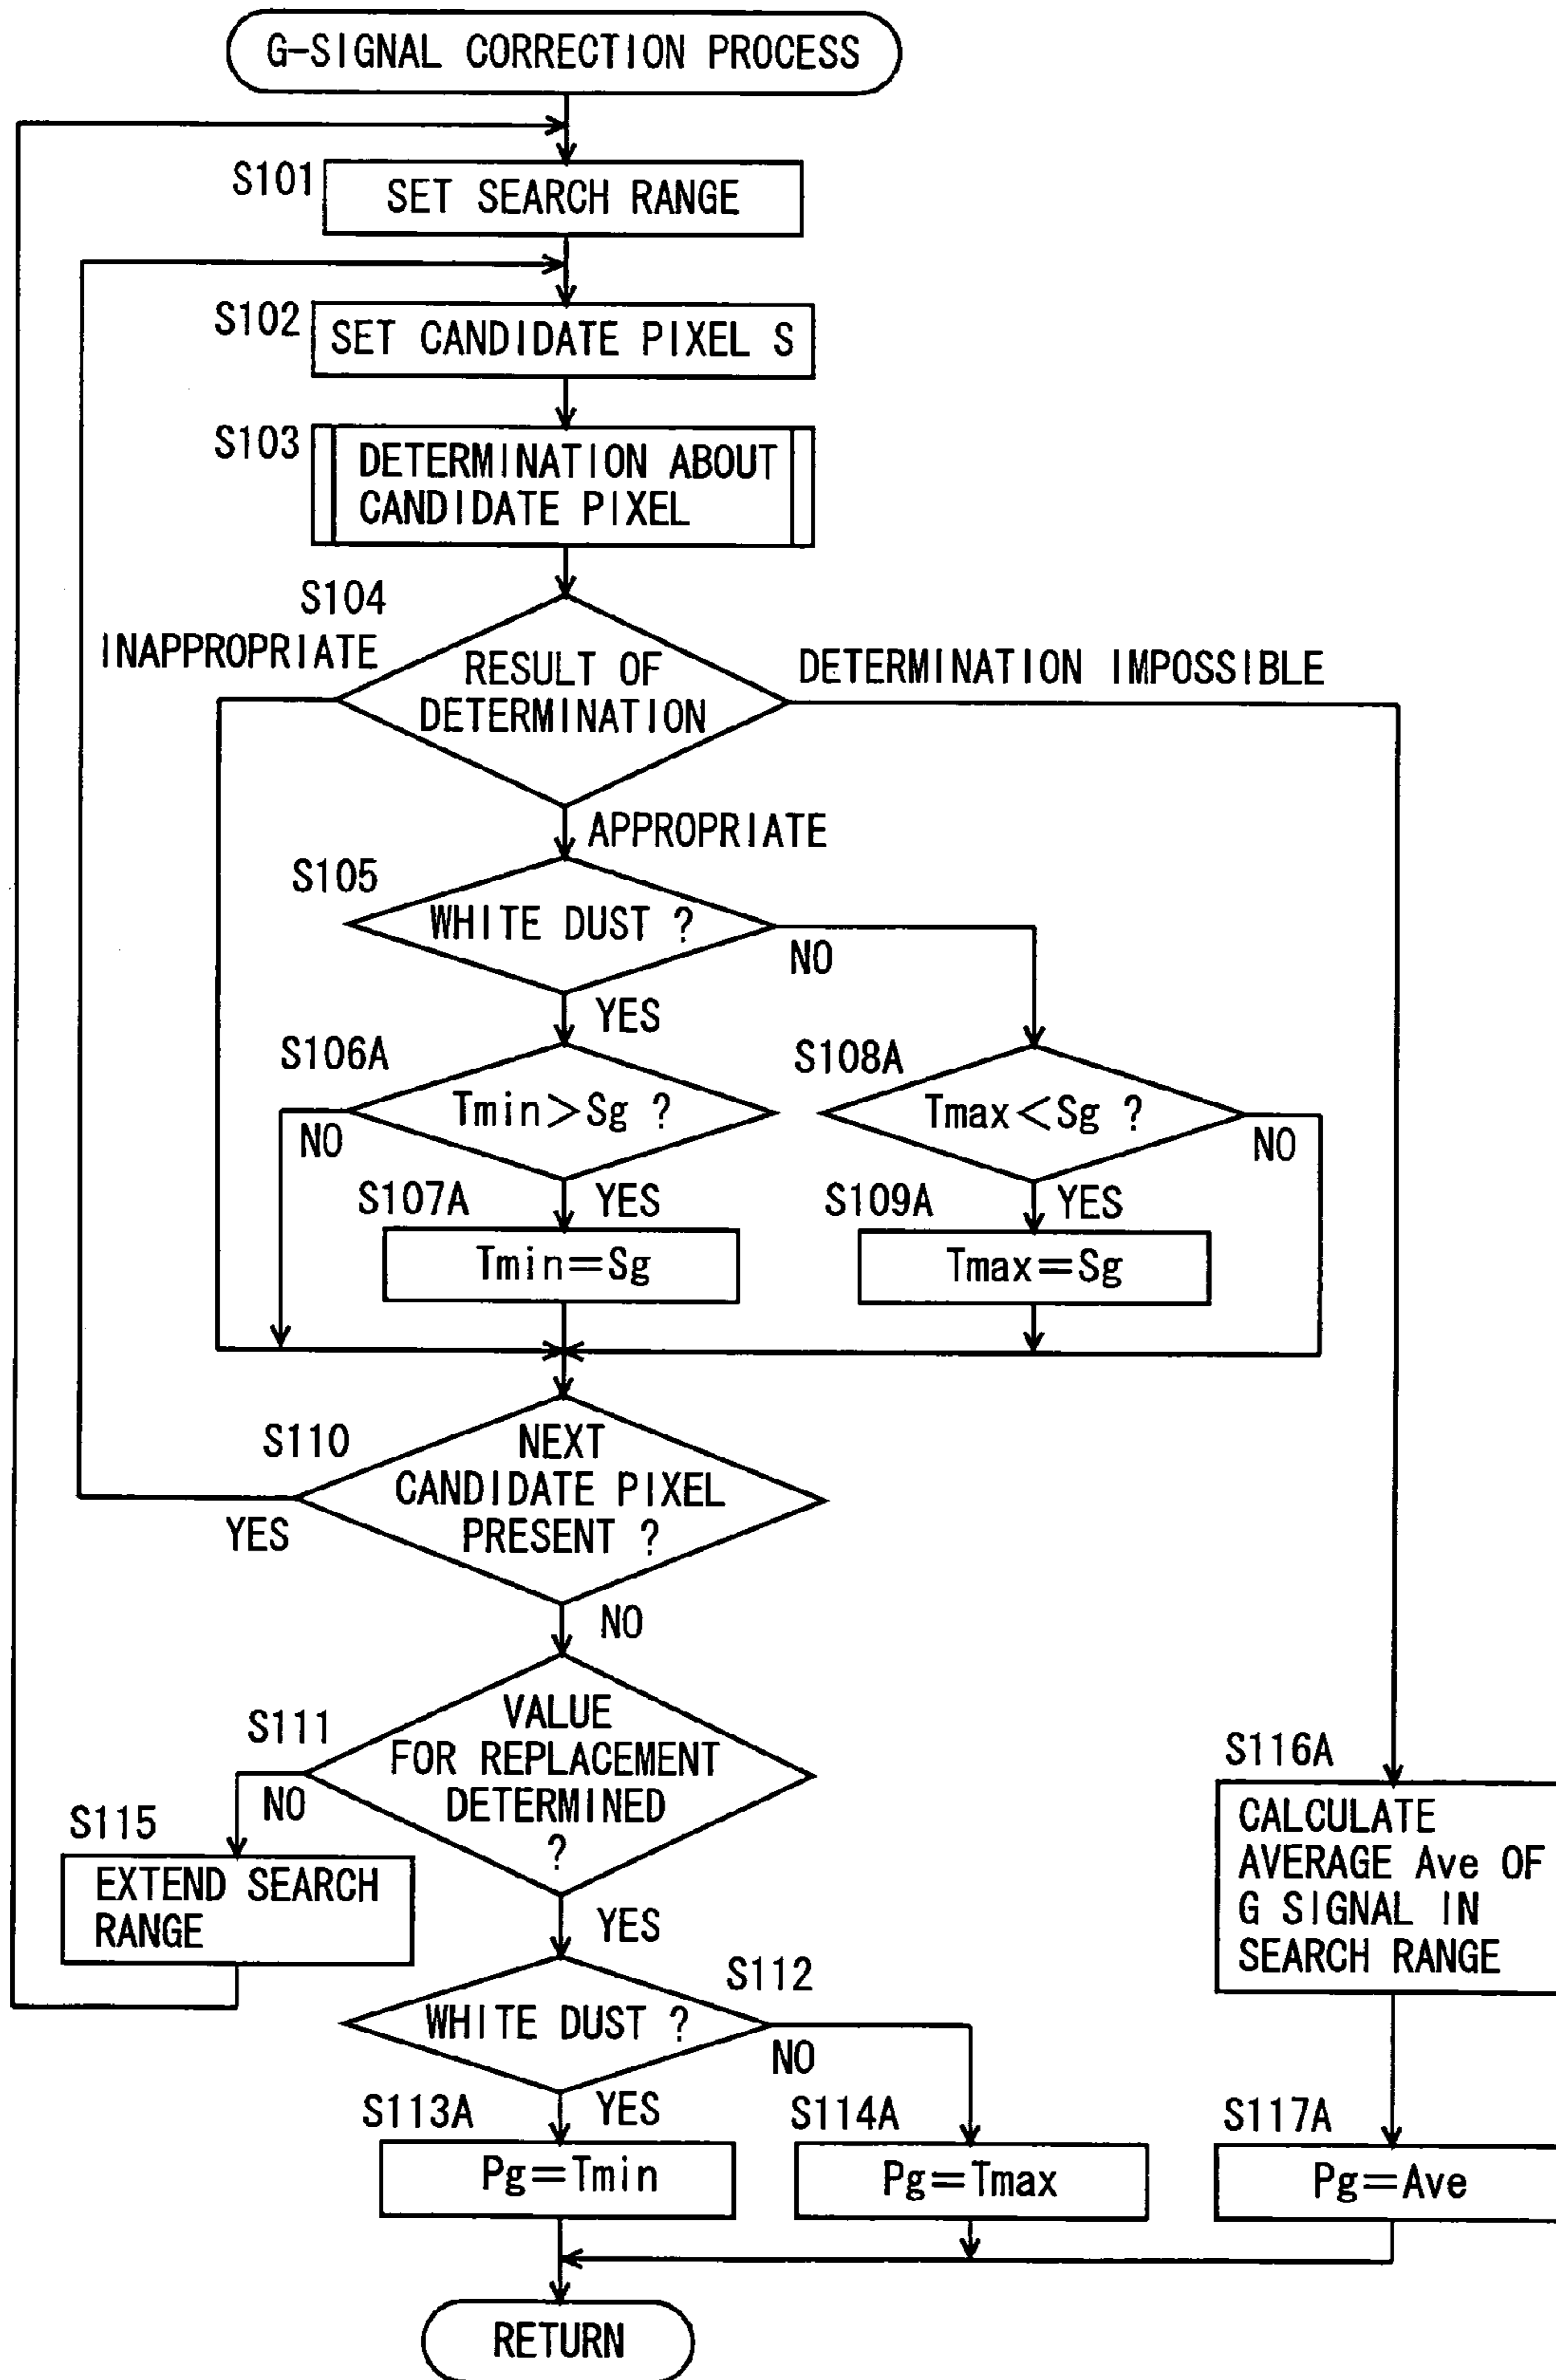 G-SIGNAL CORRECTION PROCESS
S101
SET SEARCH RANGE
S102
SET CANDIDATE PIXEL S
S103
DETERMINATION ABOUT
CANDIDATE PIXEL
S104
INAPPROPRIATE
RESULT OF
DETERMINATION
DETERMINATION IMPOSSIBLE
APPROPRIATE
S105
WHITE DUST ?
NO
YES
S106A
Tmin>Sg ?
NO
YES
S108A
Tmax<Sg ?
NO
YES
S107A
Tmin=Sg
S109A
Tmax=Sg
S110
NEXT
CANDIDATE PIXEL
PRESENT ?
YES
NO
S111
VALUE
FOR REPLACEMENT
DETERMINED
?
NO
YES
S115
EXTEND SEARCH
RANGE
S116A
CALCULATE
AVERAGE Ave OF
G SIGNAL IN
SEARCH RANGE
S112
WHITE DUST ?
NO
YES
S113A
Pg=Tmin
S114A
Pg=Tmax
S117A
Pg=Ave
RETURN